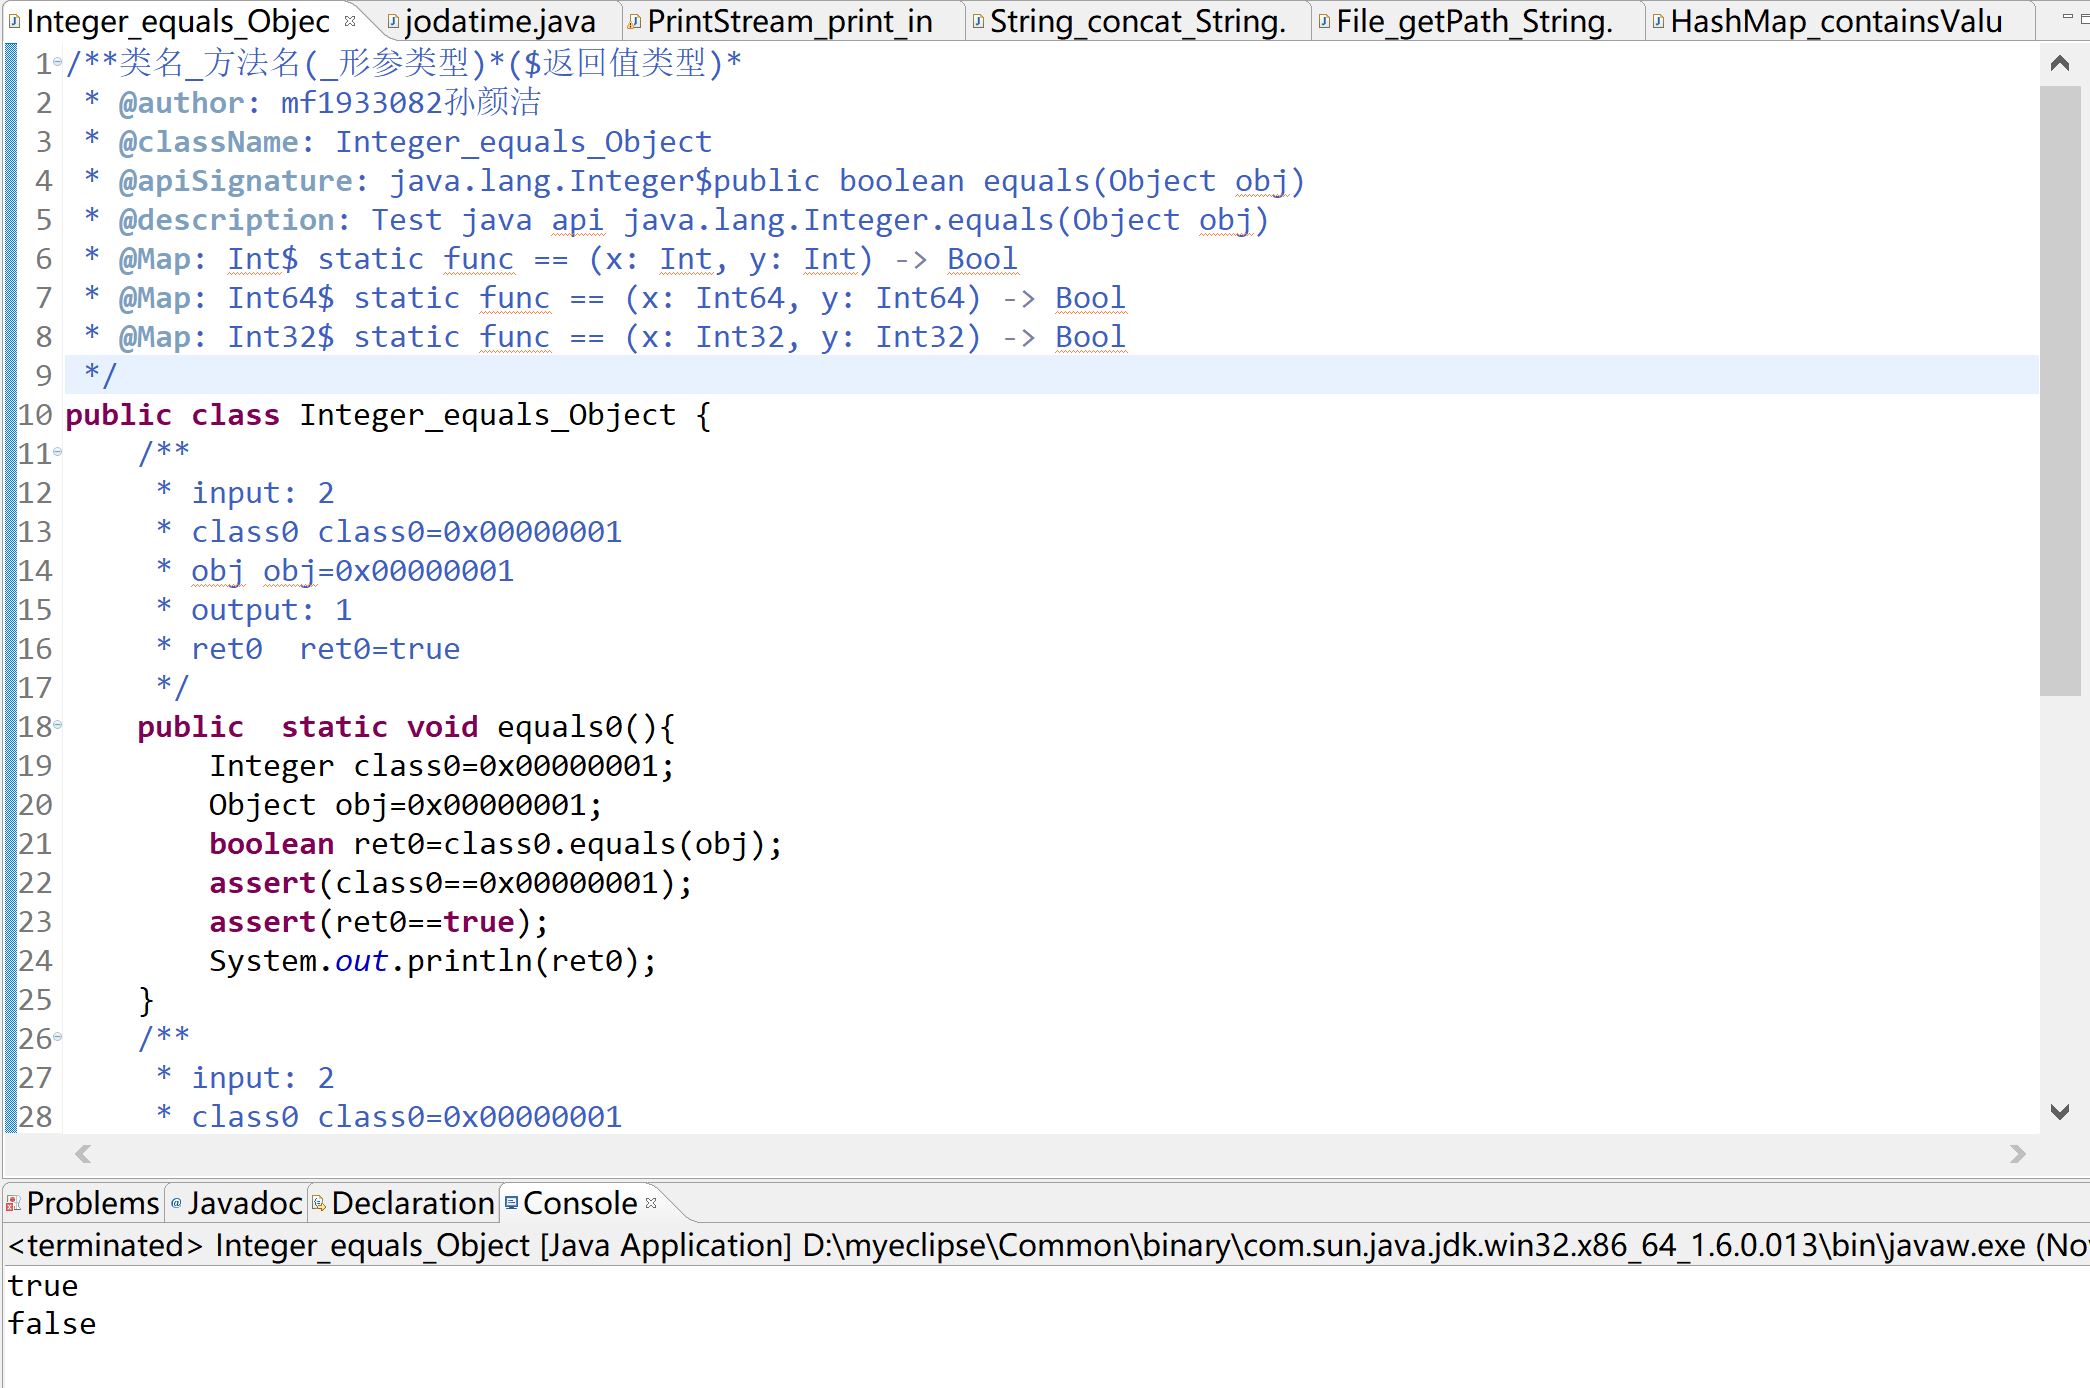 Integer_equals_Objec jodatime.java PrintStream_print_in String_concat_String. File_getPath_String. HashMap_containsValu
1 /**类名_方法名(_形参类型)*($返回值类型)*
2  * @author: mf1933082孙颜洁
3  * @className: Integer_equals_Object
4  * @apiSignature: java.lang.Integer$public boolean equals(Object obj)
5  * @description: Test java api java.lang.Integer.equals(Object obj)
6  * @Map: Int$ static func == (x: Int, y: Int) -> Bool
7  * @Map: Int64$ static func == (x: Int64, y: Int64) -> Bool
8  * @Map: Int32$ static func == (x: Int32, y: Int32) -> Bool
9  */
10 public class Integer_equals_Object {
11     /**
12      * input: 2
13      * class0 class0=0x00000001
14      * obj obj=0x00000001
15      * output: 1
16      * ret0  ret0=true
17      */
18     public  static void equals0(){
19         Integer class0=0x00000001;
20         Object obj=0x00000001;
21         boolean ret0=class0.equals(obj);
22         assert(class0==0x00000001);
23         assert(ret0==true);
24         System.out.println(ret0);
25     }
26     /**
27      * input: 2
28      * class0 class0=0x00000001
Problems Javadoc Declaration Console
<terminated> Integer_equals_Object [Java Application] D:\myeclipse\Common\binary\com.sun.java.jdk.win32.x86_64_1.6.0.013\bin\javaw.exe (No
true
false